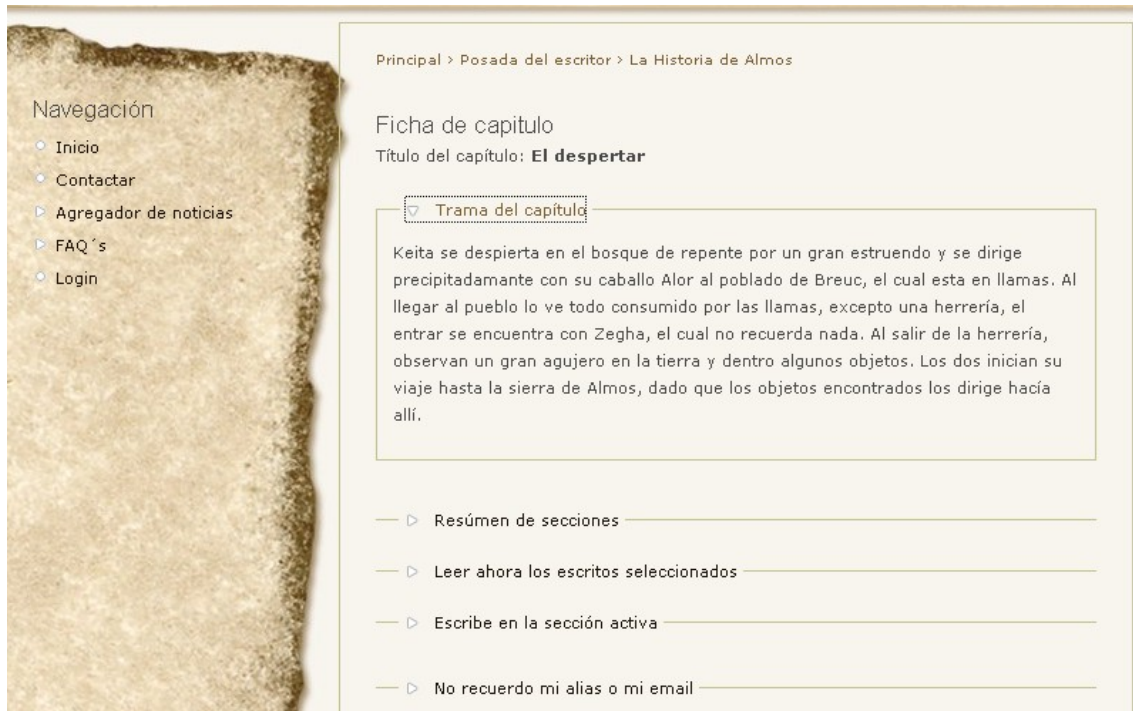 Principal > Posada del escritor > La Historia de Almos
Navegación
Inicio
Contactar
Agregador de noticias
FAQ´s
Login
Ficha de capitulo
Título del capítulo: El despertar
Trama del capítulo
Keita se despierta en el bosque de repente por un gran estruendo y se dirige
precipitadamante con su caballo Alor al poblado de Breuc, el cual esta en llamas. Al
llegar al pueblo lo ve todo consumido por las llamas, excepto una herrería, el
entrar se encuentra con Zegha, el cual no recuerda nada. Al salir de la herrería,
observan un gran agujero en la tierra y dentro algunos objetos. Los dos inician su
viaje hasta la sierra de Almos, dado que los objetos encontrados los dirige hacía
allí.
Resúmen de secciones
Leer ahora los escritos seleccionados
Escribe en la sección activa
No recuerdo mi alias o mi email